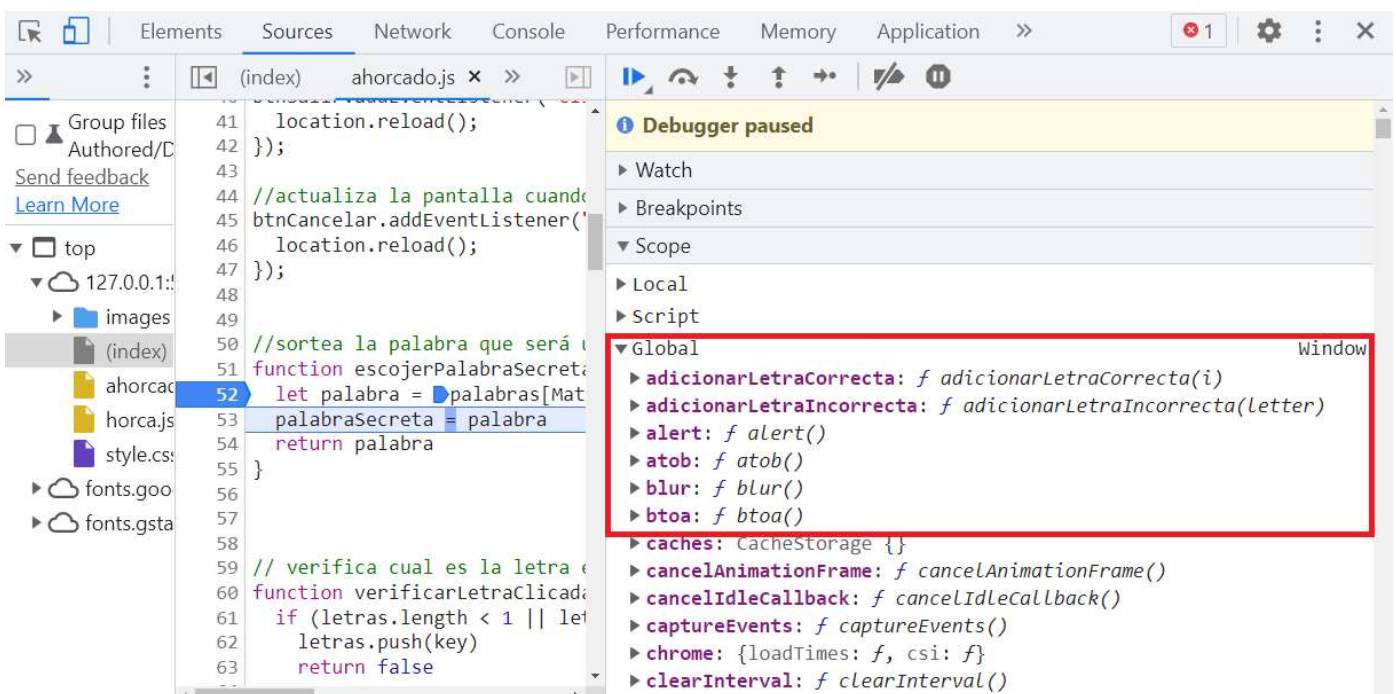 Elements Sources Network Console Performance Memory Application » 1
» (index) ahorcado.js × »
Group files
Authored/D
Send feedback
Learn More
top
127.0.0.1:5
images
(index)
ahorcad
horca.js
style.css
fonts.goo
fonts.gsta
41 location.reload();
42 });
43
44 //actualiza la pantalla cuando
45 btnCancelar.addEventListener('
46 location.reload();
47 });
48
49
50 //sortea la palabra que será u
51 function escojerPalabraSecreta
52 let palabra = palabras[Mat
53 palabraSecreta = palabra
54 return palabra
55 }
56
57
58
59 // verifica cual es la letra e
60 function verificarLetraClicada
61 if (letras.length < 1 || let
62 letras.push(key)
63 return false
Debugger paused
Watch
Breakpoints
Scope
Local
Script
Global Window
adicionarLetraCorrecta: ƒ adicionarLetraCorrecta(i)
adicionarLetraIncorrecta: ƒ adicionarLetraIncorrecta(letter)
alert: ƒ alert()
atob: ƒ atob()
blur: ƒ blur()
btoa: ƒ btoa()
caches: CacheStorage {}
cancelAnimationFrame: ƒ cancelAnimationFrame()
cancelIdleCallback: ƒ cancelIdleCallback()
captureEvents: ƒ captureEvents()
chrome: {loadTimes: ƒ, csi: ƒ}
clearInterval: ƒ clearInterval()